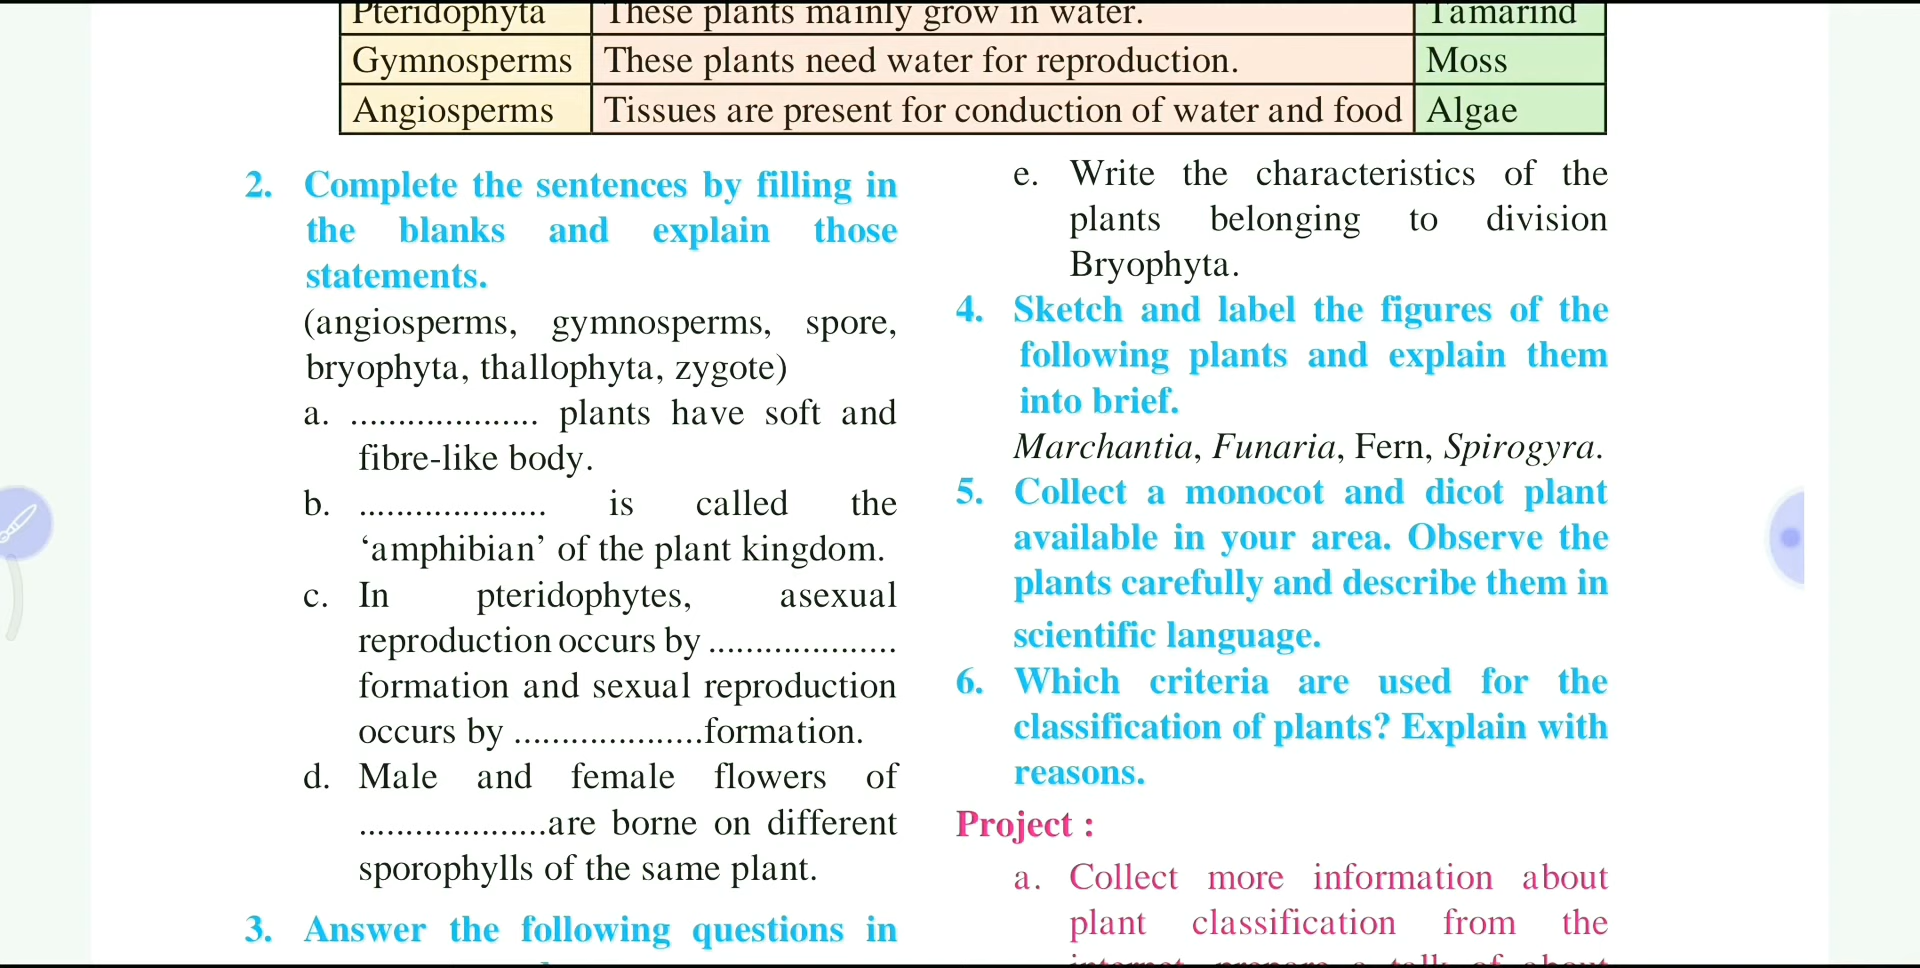 Pteridophyta These plants mainly grow in water. Tamarind
Gymnosperms These plants need water for reproduction. Moss
Angiosperms Tissues are present for conduction of water and food Algae
2. Complete the sentences by filling in
the blanks and explain those
statements.
(angiosperms, gymnosperms, spore,
bryophyta, thallophyta, zygote)
a. .................... plants have soft and
fibre-like body.
b. .................... is called the
‘amphibian’ of the plant kingdom.
c. In pteridophytes, asexual
reproduction occurs by ....................
formation and sexual reproduction
occurs by ....................formation.
d. Male and female flowers of
....................are borne on different
sporophylls of the same plant.
3. Answer the following questions in
e. Write the characteristics of the
plants belonging to division
Bryophyta.
4. Sketch and label the figures of the
following plants and explain them
into brief.
Marchantia, Funaria, Fern, Spirogyra.
5. Collect a monocot and dicot plant
available in your area. Observe the
plants carefully and describe them in
scientific language.
6. Which criteria are used for the
classification of plants? Explain with
reasons.
Project :
a. Collect more information about
plant classification from the